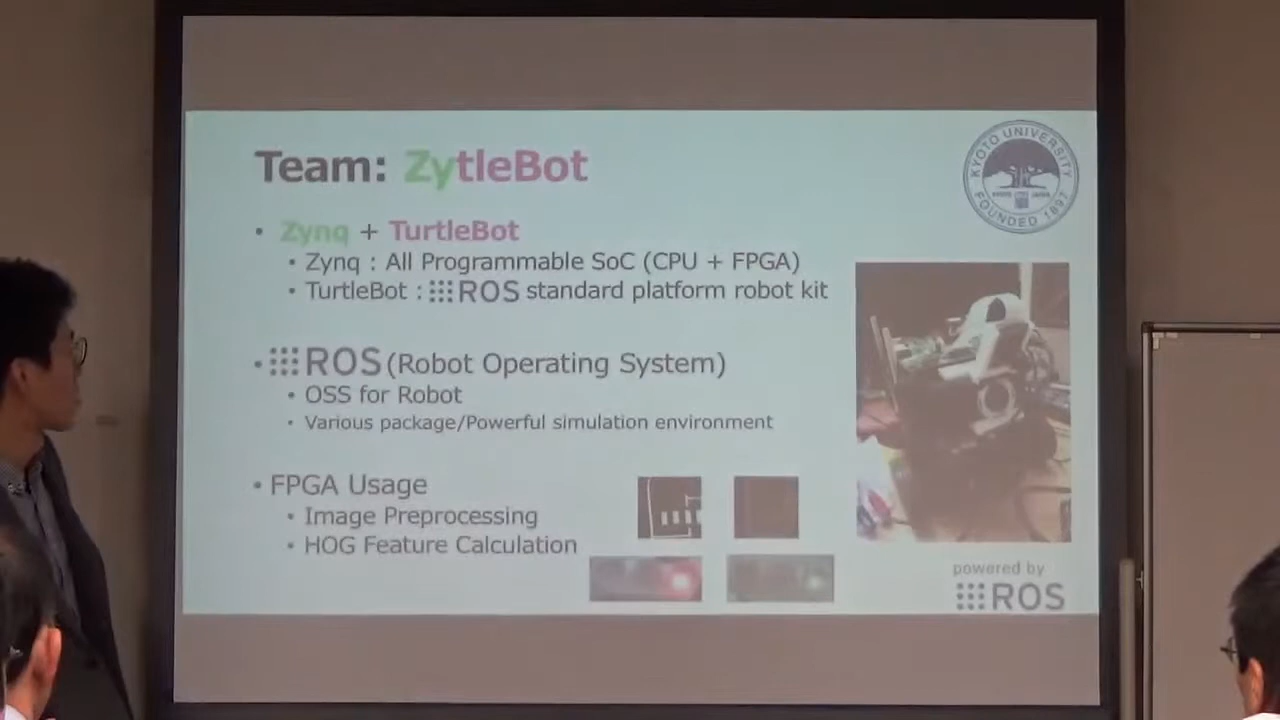 Team: ZytleBot
• Zynq + TurtleBot
• Zynq : All Programmable SoC (CPU + FPGA)
• TurtleBot : ROS standard platform robot kit
• ROS (Robot Operating System)
• OSS for Robot
• Various package/Powerful simulation environment
• FPGA Usage
• Image Preprocessing
• HOG Feature Calculation
KYOTO UNIVERSITY
FOUNDED 1897
powered by
ROS